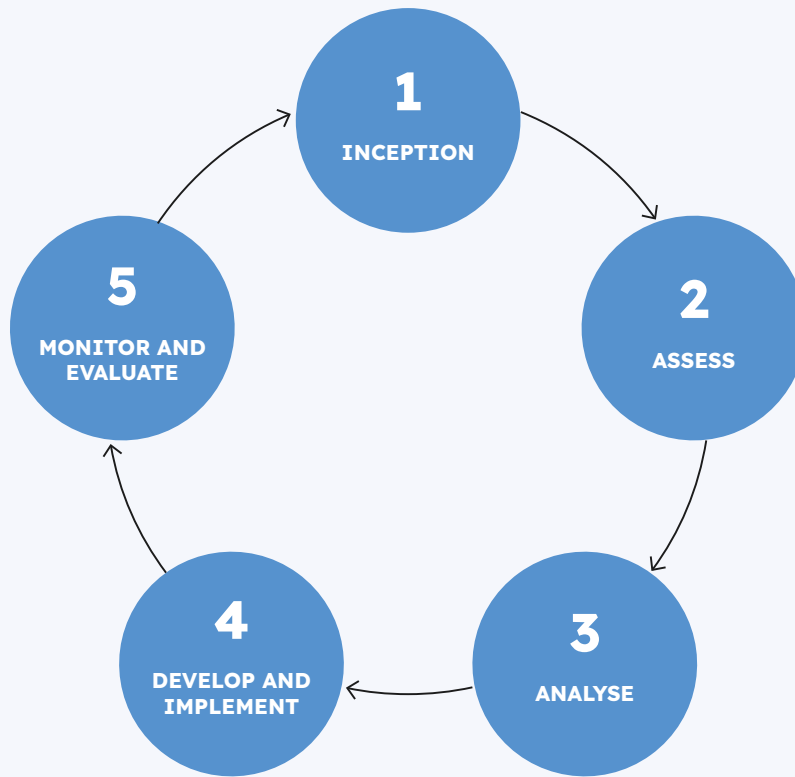 1
INCEPTION
2
ASSESS
3
ANALYSE
4
DEVELOP AND
IMPLEMENT
5
MONITOR AND
EVALUATE